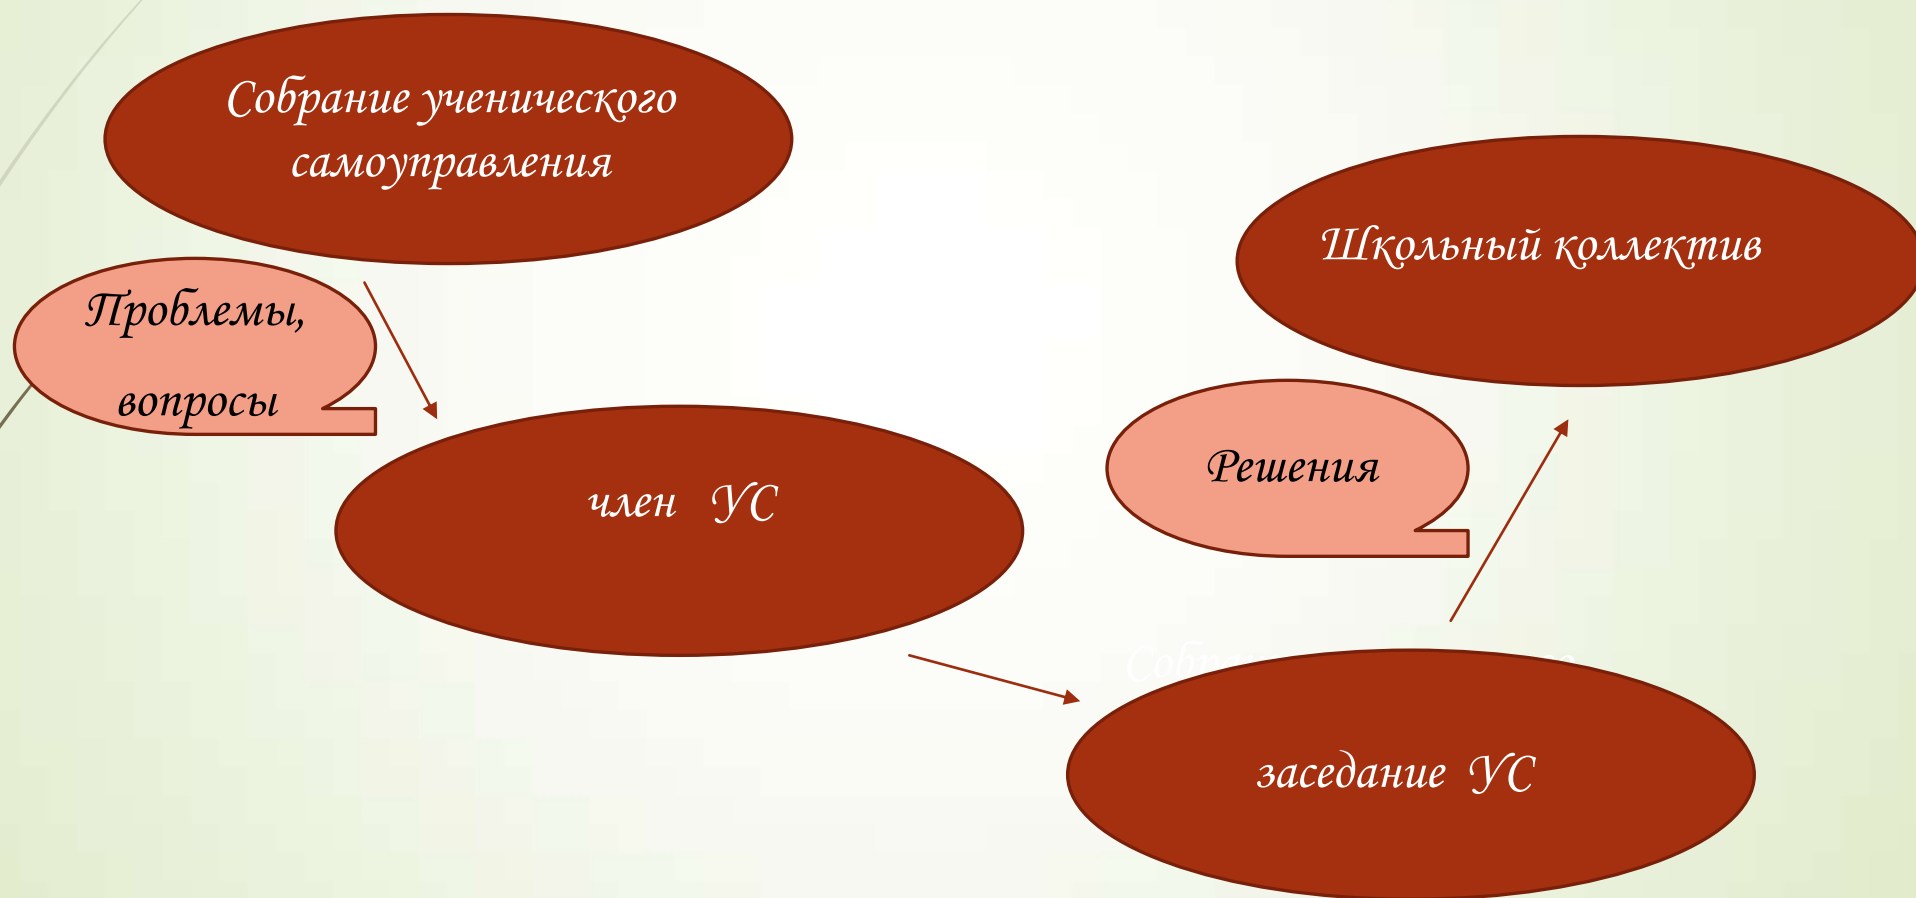 Собрание ученического
самоуправления
Проблемы,
вопросы
член УС
Школьный коллектив
Решения
заседание УС